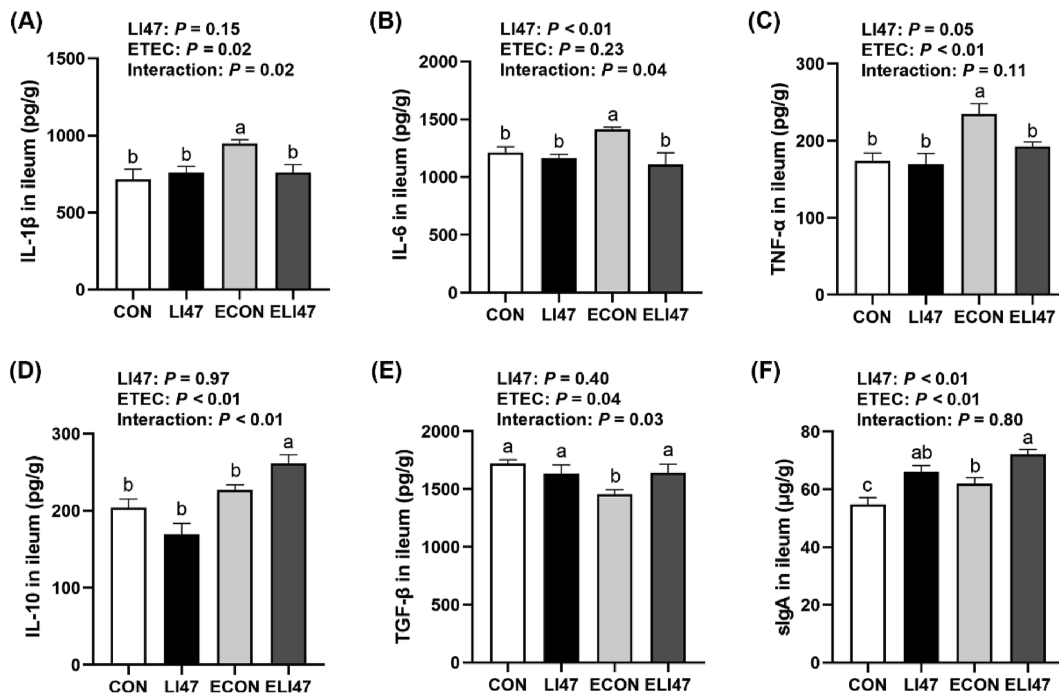 (A)
LI47: P = 0.15
ETEC: P = 0.02
Interaction: P = 0.02
IL-1β in ileum (pg/g)
1500
1000
500
0
b
b
a
b
CON LI47 ECON ELI47
(B)
LI47: P < 0.01
ETEC: P = 0.23
Interaction: P = 0.04
IL-6 in ileum (pg/g)
2000
1500
1000
500
0
b
b
a
b
CON LI47 ECON ELI47
(C)
LI47: P = 0.05
ETEC: P < 0.01
Interaction: P = 0.11
TNF-α in ileum (pg/g)
300
200
100
0
b
b
a
b
CON LI47 ECON ELI47
(D)
LI47: P = 0.97
ETEC: P < 0.01
Interaction: P < 0.01
IL-10 in ileum (pg/g)
300
200
100
0
b
b
b
a
CON LI47 ECON ELI47
(E)
LI47: P = 0.40
ETEC: P = 0.04
Interaction: P = 0.03
TGF-β in ileum (pg/g)
2000
1500
1000
500
0
a
a
b
a
CON LI47 ECON ELI47
(F)
LI47: P < 0.01
ETEC: P < 0.01
Interaction: P = 0.80
sIgA in ileum (μg/g)
80
60
40
20
0
c
ab
b
a
CON LI47 ECON ELI47